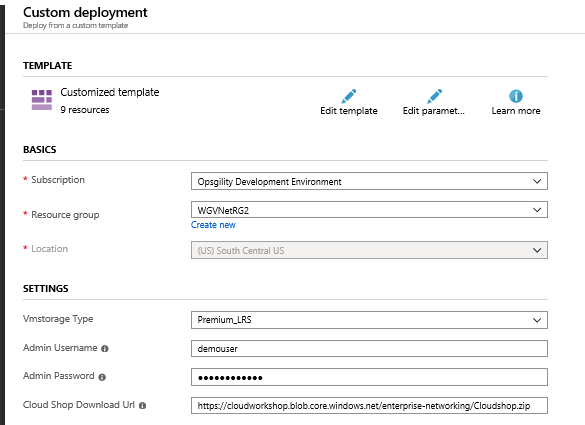 Custom deployment
Deploy from a custom template
TEMPLATE
Customized template
9 resources
Edit template
Edit paramet...
Learn more
BASICS
* Subscription
Opsgility Development Environment
* Resource group
WGVNetRG2
Create new
* Location
(US) South Central US
SETTINGS
Vmstorage Type
Premium_LRS
Admin Username
demouser
Admin Password
••••••••••••
Cloud Shop Download Url
https://cloudworkshop.blob.core.windows.net/enterprise-networking/Cloudshop.zip